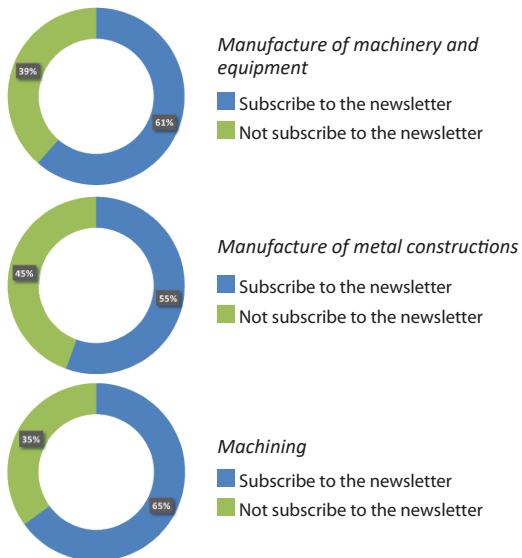 39%
61%
Manufacture of machinery and
equipment
Subscribe to the newsletter
Not subscribe to the newsletter
45%
55%
Manufacture of metal constructions
Subscribe to the newsletter
Not subscribe to the newsletter
35%
65%
Machining
Subscribe to the newsletter
Not subscribe to the newsletter